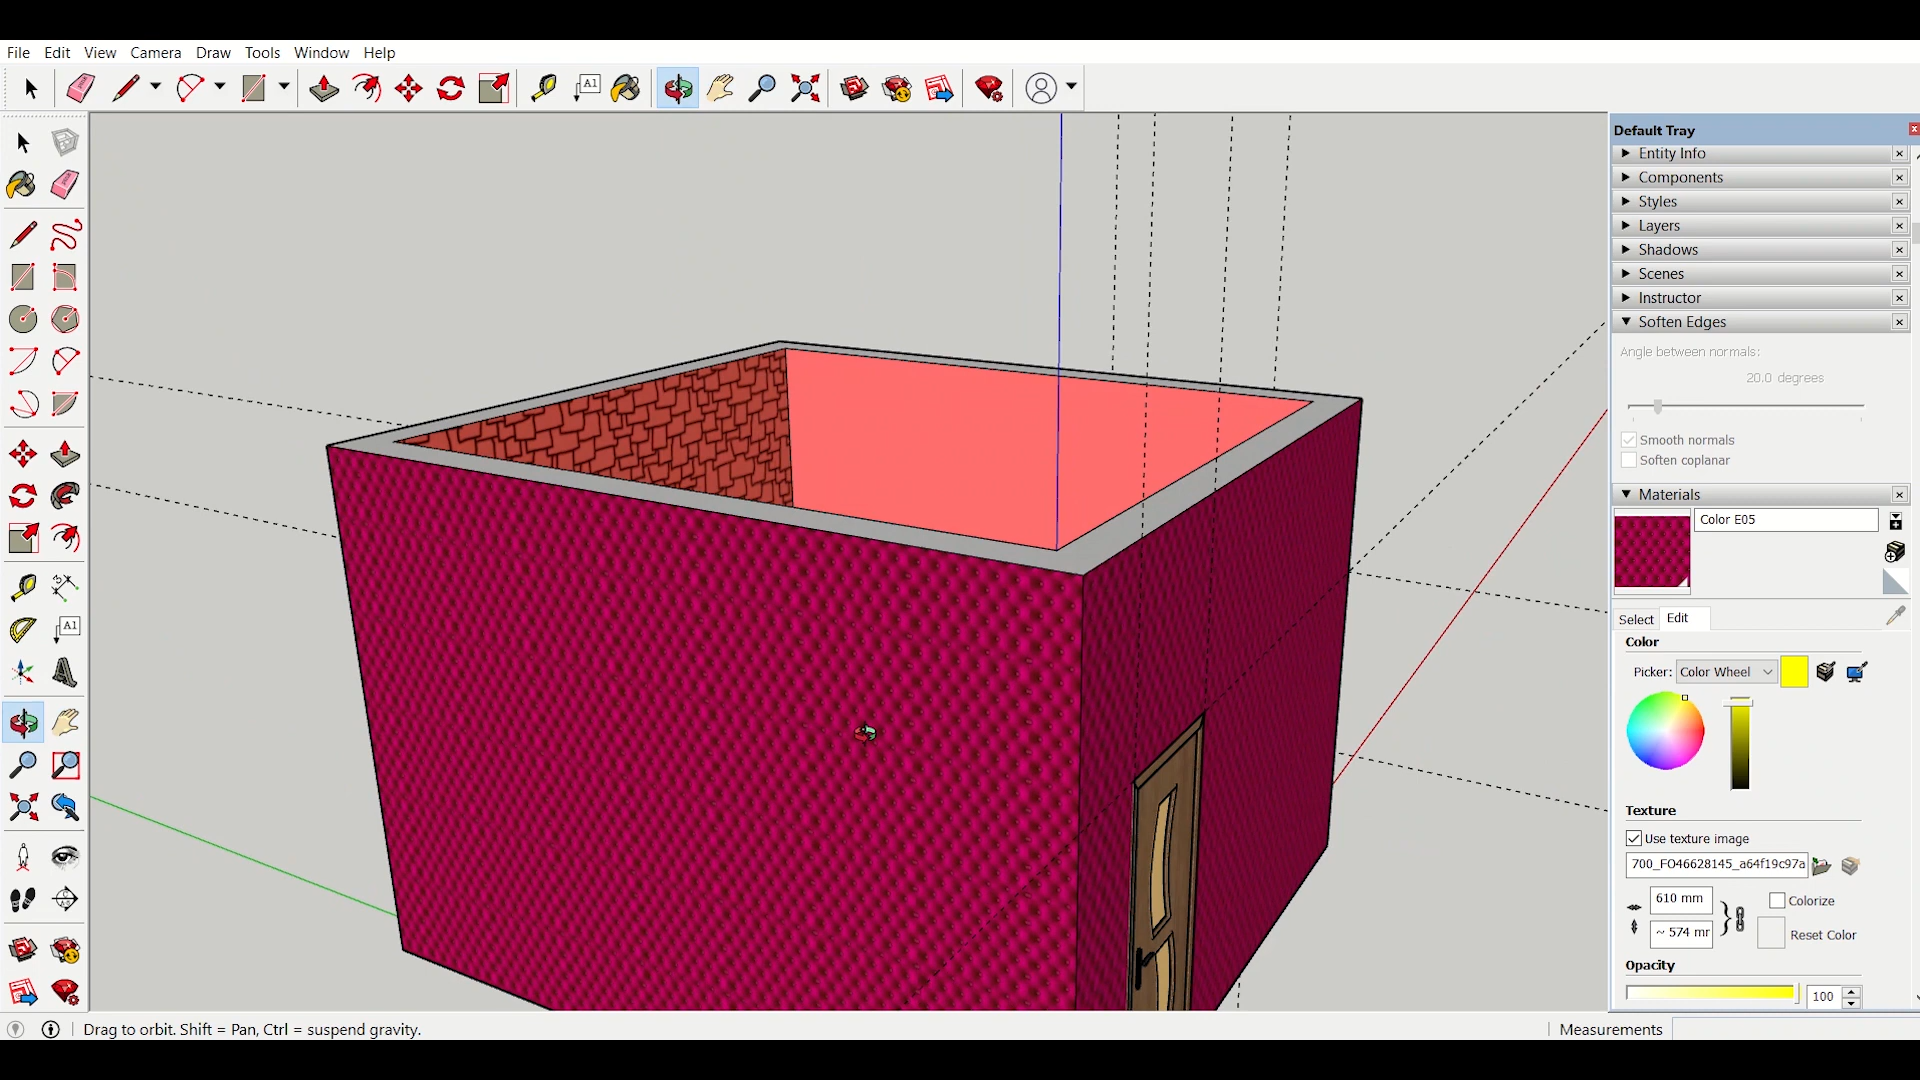 File Edit View Camera Draw Tools Window Help
A1
Default Tray
Entity Info
Components
Styles
Layers
Shadows
Scenes
Instructor
Soften Edges
Angle between normals:
20.0 degrees
Smooth normals
Soften coplanar
Materials
Color E05
Select Edit
Color
Picker: Color Wheel
Texture
Use texture image
700_FO46628145_a64f19c97a
610 mm
Colorize
~ 574 mr
Reset Color
Opacity
100
A1
Drag to orbit. Shift = Pan, Ctrl = suspend gravity.
Measurements